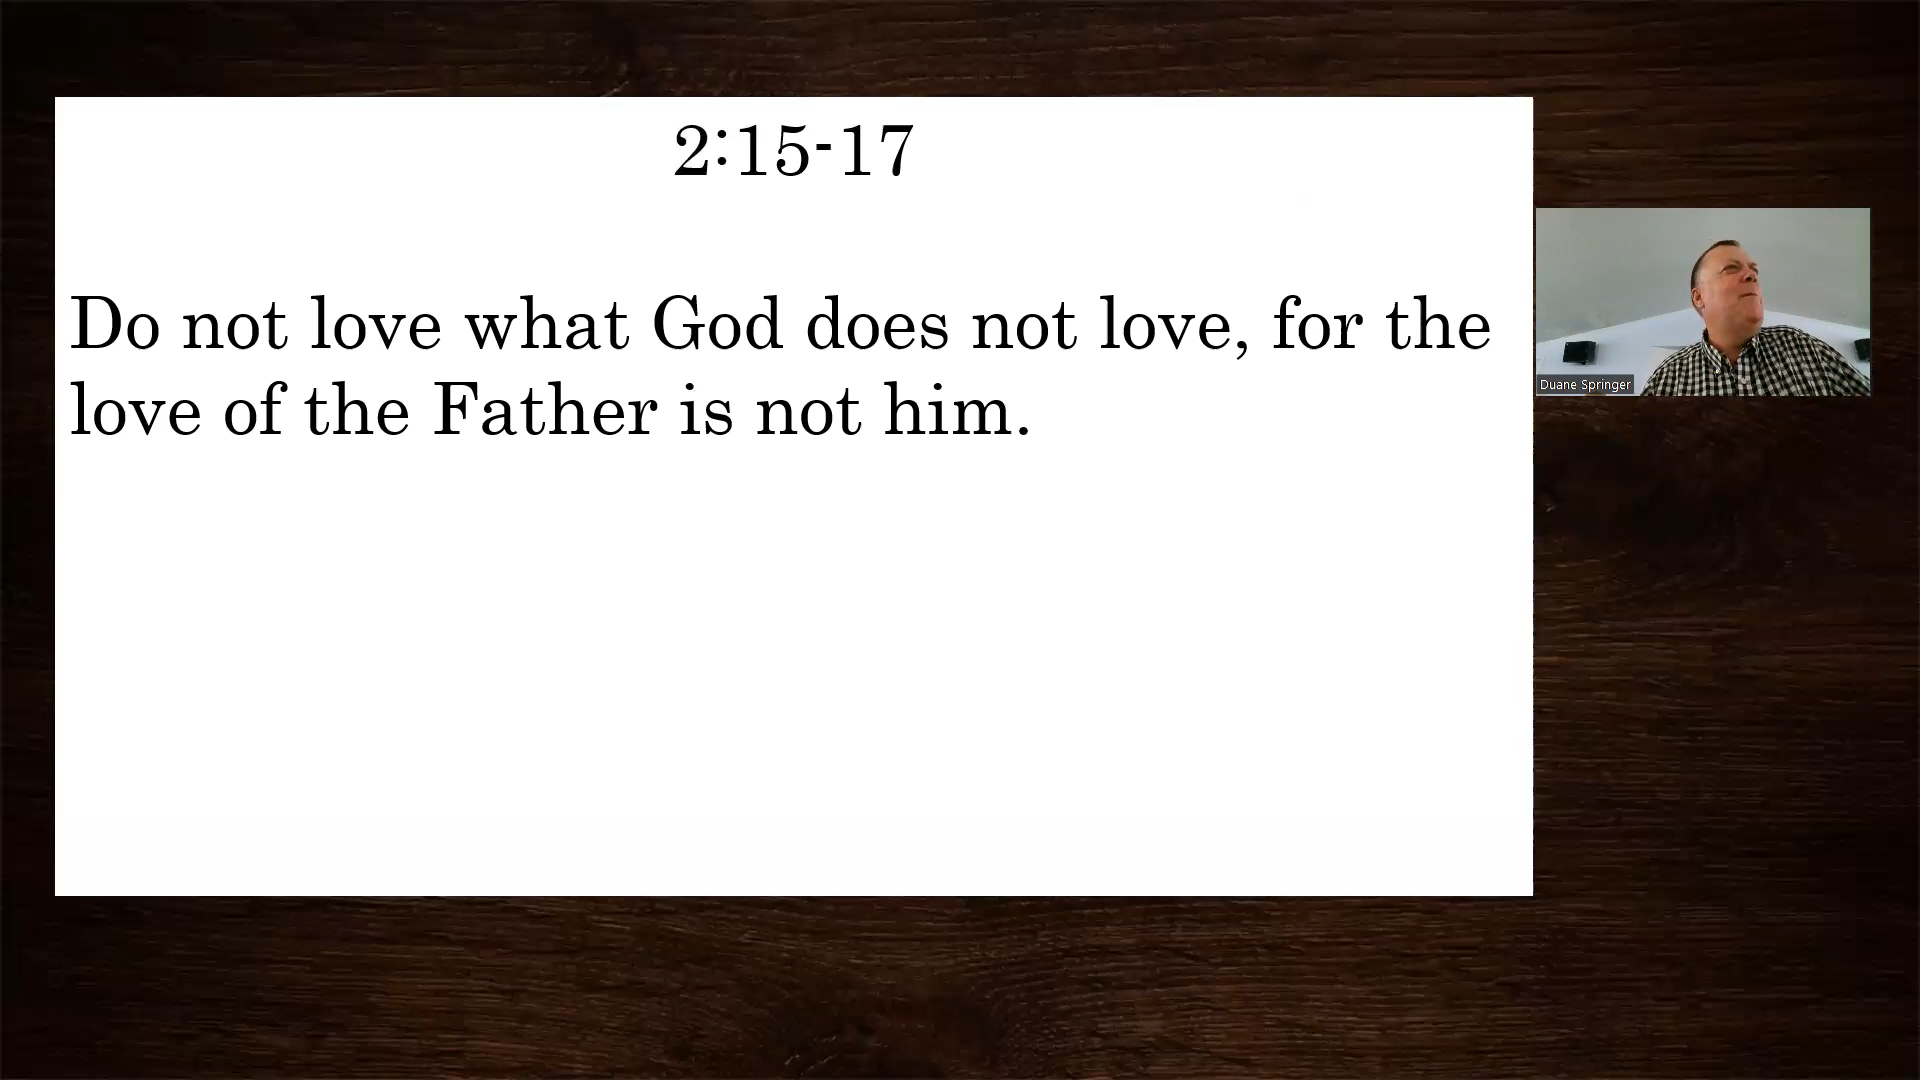 2:15-17
Do not love what God does not love, for the
love of the Father is not him.
Duane Springer